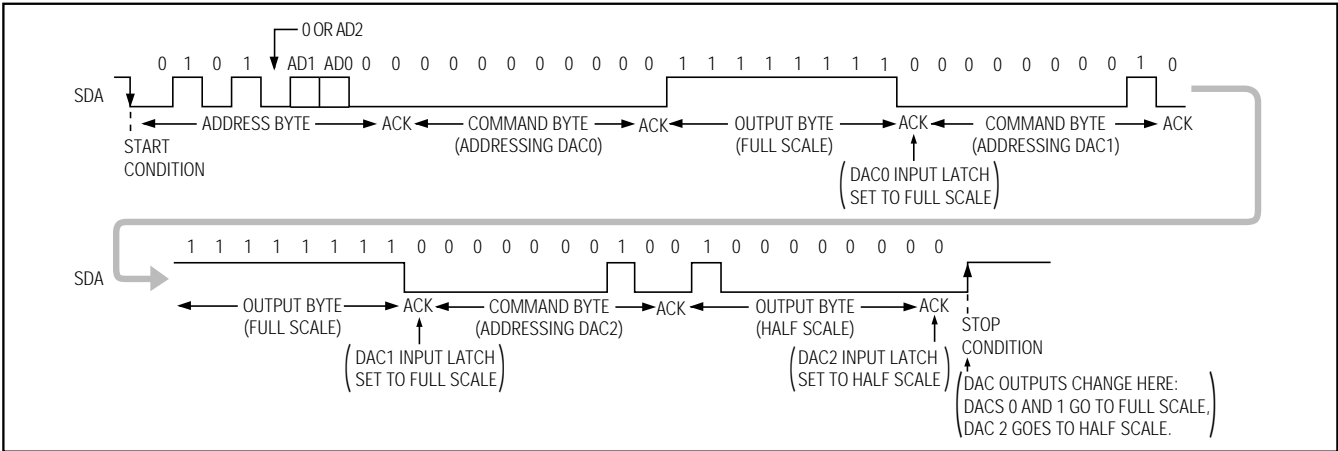 0 OR AD2
0 1 0 1 AD1 AD0 0 0 0 0 0 0 0 0 0 0 0 1 1 1 1 1 1 1 1 0 0 0 0 0 0 0 0 1 0
SDA
ADDRESS BYTE ACK COMMAND BYTE ACK OUTPUT BYTE ACK COMMAND BYTE ACK
(ADDRESSING DAC0) (FULL SCALE) (ADDRESSING DAC1)
START
CONDITION
(DAC0 INPUT LATCH
SET TO FULL SCALE)
1 1 1 1 1 1 1 1 0 0 0 0 0 0 0 1 0 0 1 0 0 0 0 0 0 0 0
SDA
OUTPUT BYTE ACK COMMAND BYTE ACK OUTPUT BYTE ACK
(FULL SCALE) (ADDRESSING DAC2) (HALF SCALE)
STOP
CONDITION
(DAC1 INPUT LATCH
SET TO FULL SCALE)
(DAC2 INPUT LATCH
SET TO HALF SCALE)
(DAC OUTPUTS CHANGE HERE:
DACS 0 AND 1 GO TO FULL SCALE,
DAC 2 GOES TO HALF SCALE.)